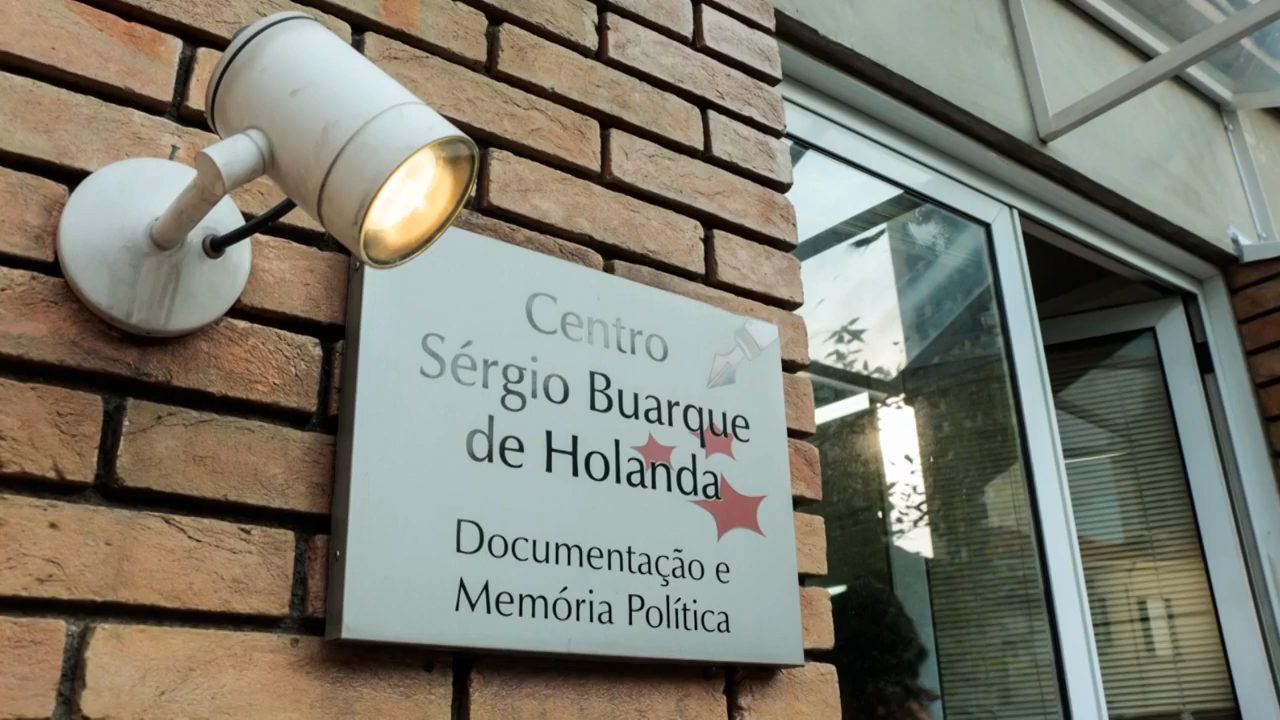 Centro
Sérgio Buarque
de Holanda
Documentação e
Memória Política